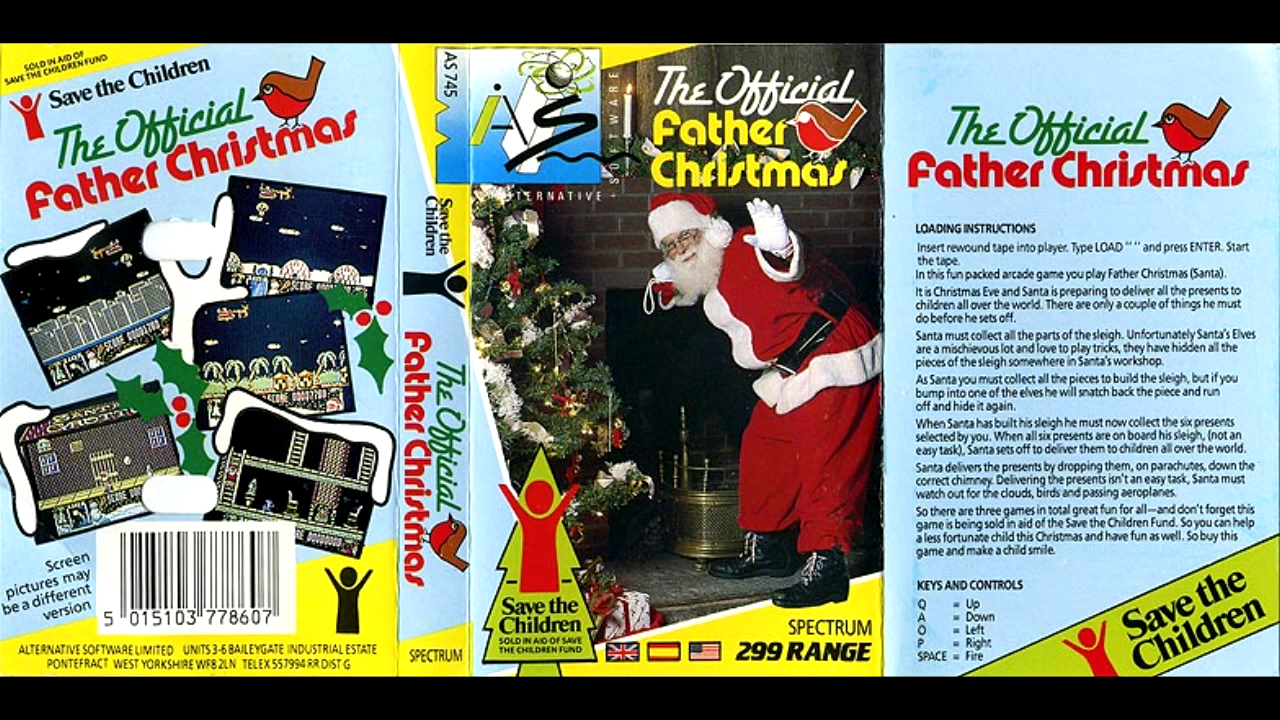 SOLD IN AID OF
SAVE THE CHILDREN FUND
Save the Children
The Official
Father Christmas
Screen
pictures may
be a different
version
5 015103 778607
ALTERNATIVE SOFTWARE LIMITED UNITS 3-6 BAILEYGATE INDUSTRIAL ESTATE
PONTEFRACT WEST YORKSHIRE WF8 2LN TELEX 557994 RR DIST G
AS 745
Save the
Children
The Official
Father Christmas
SPECTRUM
AS
ALTERNATIVE
SOFTWARE
The Official
Father
Christmas
Save the
Children
SOLD IN AID OF SAVE
THE CHILDREN FUND
SPECTRUM
299 RANGE
The Official
Father Christmas
LOADING INSTRUCTIONS
Insert rewound tape into player. Type LOAD "" and press ENTER. Start
the tape.
In this fun packed arcade game you play Father Christmas (Santa).
It is Christmas Eve and Santa is preparing to deliver all the presents to
children all over the world. There are only a couple of things he must
do before he sets off.
Santa must collect all the parts of the sleigh. Unfortunately Santa's Elves
are a mischievous lot and love to play tricks, they have hidden all the
pieces of the sleigh somewhere in Santa's workshop.
As Santa you must collect all the pieces to build the sleigh, but if you
bump into one of the elves he will snatch back the piece and run
off and hide it again.
When Santa has built his sleigh he must now collect the six presents
selected by you. When all six presents are on board his sleigh, (not an
easy task), Santa sets off to deliver them to children all over the world.
Santa delivers the presents by dropping them, on parachutes, down the
correct chimney. Delivering the presents isn't an easy task, Santa must
watch out for the clouds, birds and passing aeroplanes.
So there are three games in total great fun for all—and don't forget this
game is being sold in aid of the Save the Children Fund. So you can help
a less fortunate child this Christmas and have fun as well. So buy this
game and make a child smile.
KEYS AND CONTROLS
Q = Up
A = Down
O = Left
P = Right
SPACE = Fire
Save the
Children